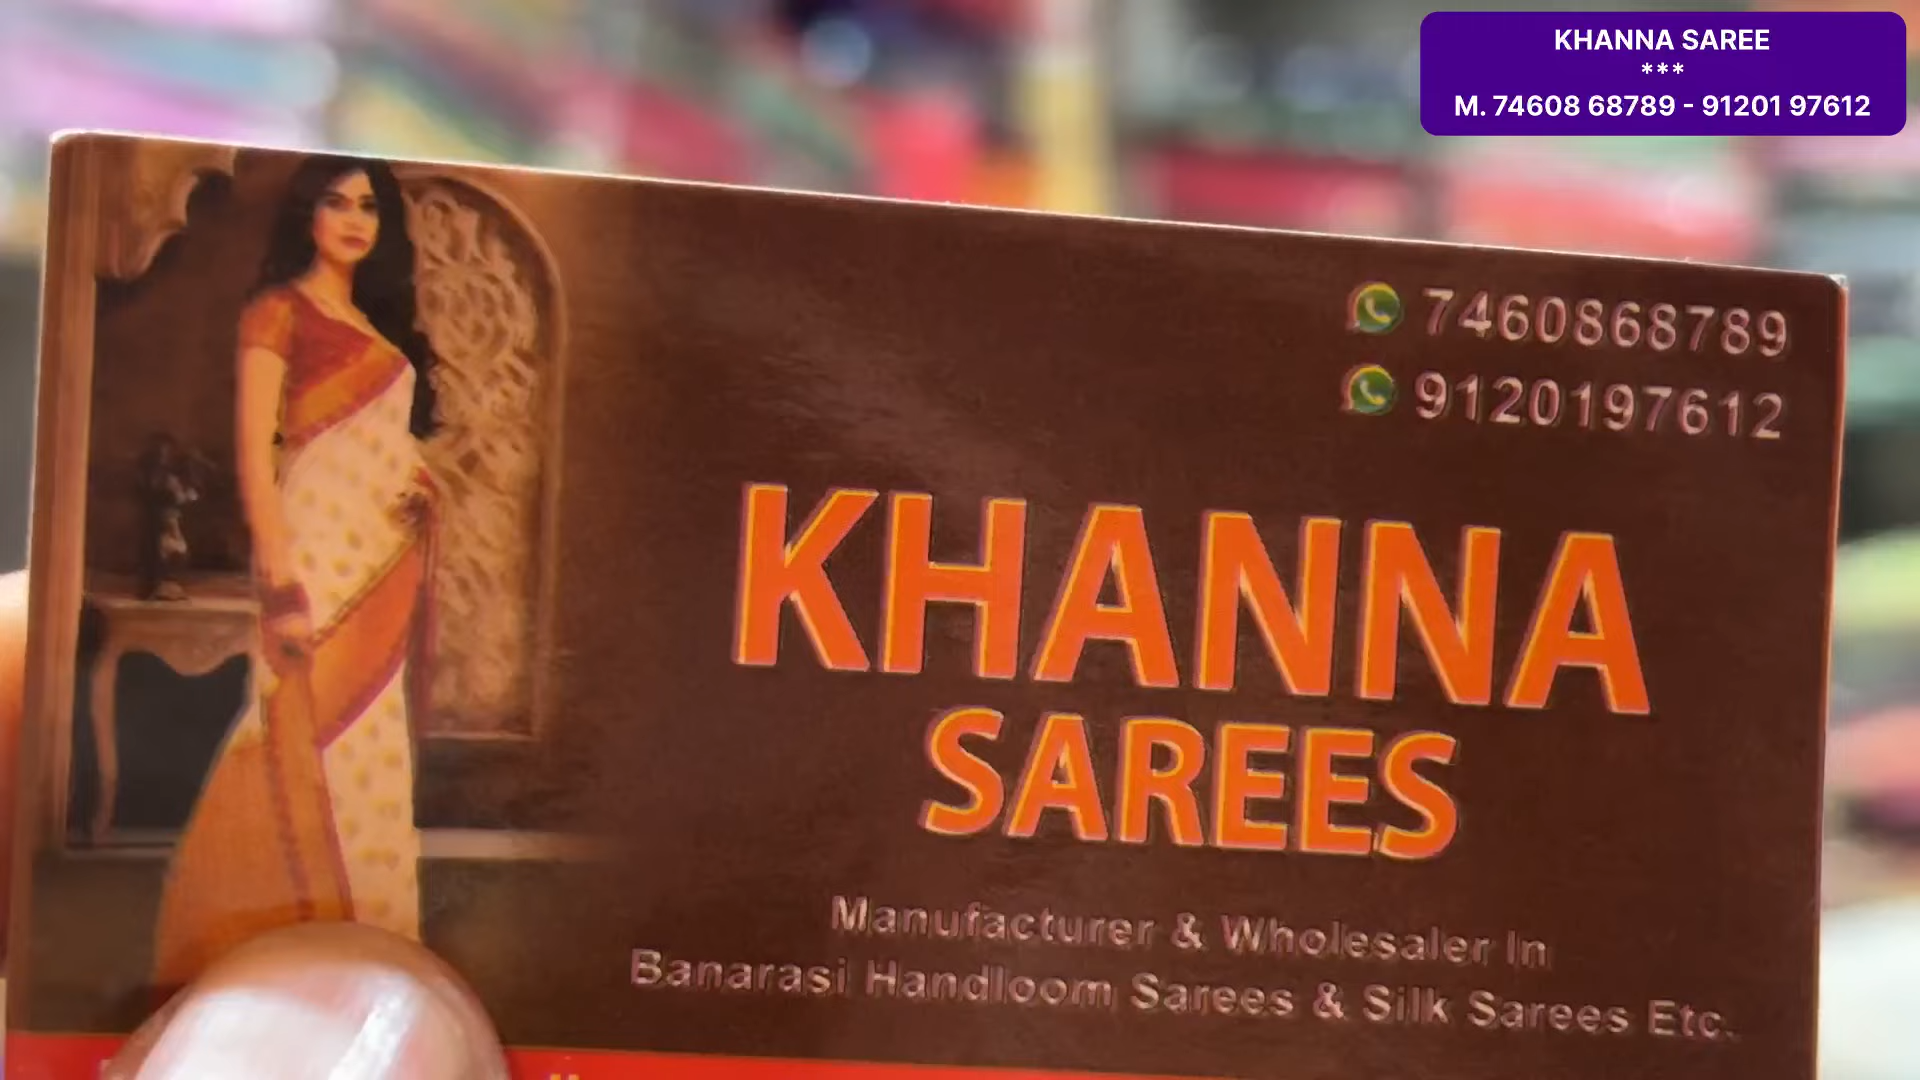 KHANNA SAREE
***
M. 74608 68789 - 91201 97612
7460868789
9120197612
KHANNA
SAREES
Manufacturer & Wholesaler In
Banarasi Handloom Sarees & Silk Sarees Etc.